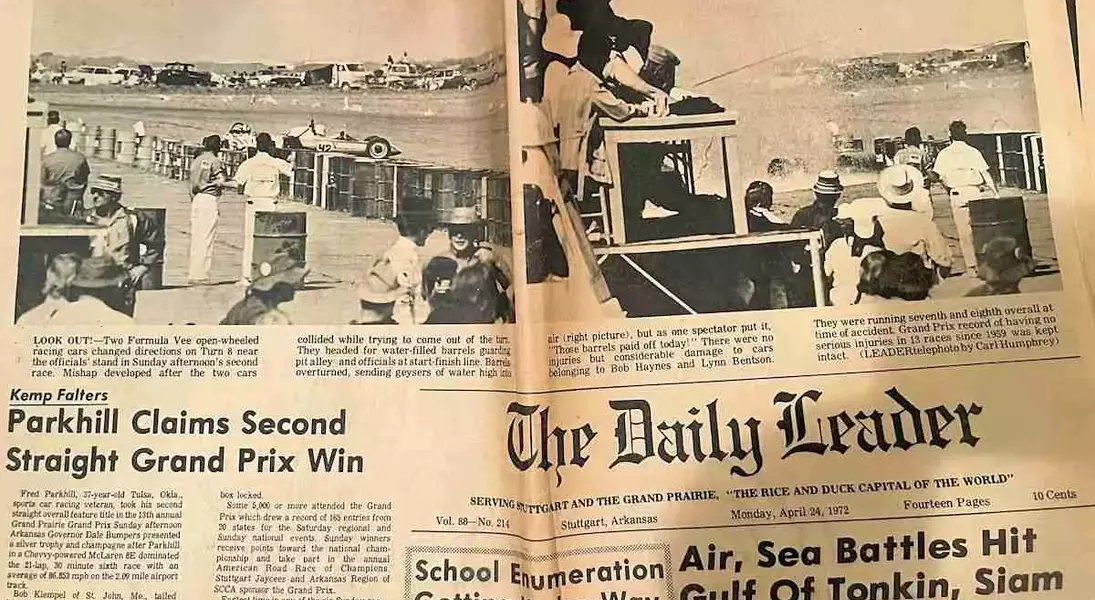 42
LOOK OUT!—Two Formula Vee open-wheeled
racing cars changed directions on Turn 8 near
the officials' stand in Sunday afternoon's second
race. Mishap developed after the two cars
collided while trying to come out of the turn.
They headed for water-filled barrels guarding
pit alley and officials at start-finish line. Barrels
overturned, sending geysers of water high into
air (right picture), but as one spectator put it,
"Those barrels paid off today!" There were no
injuries but considerable damage to cars
belonging to Bob Haynes and Lynn Benston.
They were running seventh and eighth overall at
time of accident. Grand Prix record of having no
serious injuries in 13 races since 1959 was kept
intact. (LEADERtelephoto by Carl Humphrey)
Kemp Falters
Parkhill Claims Second
Straight Grand Prix Win
Fred Parkhill, 37-year-old Tulsa, Okla.,
sports car racing veteran, took his second
straight overall feature title in the 13th annual
Grand Prairie Grand Prix Sunday afternoon
Arkansas Governor Dale Bumpers presented
a silver trophy and champagne after Parkhill
in a Chevvy-powered McLaren 8E dominated
the 21-lap, 30 minute sixth race with an
average of 86.853 mph on the 2.09 mile airport
track.
Bob Klempel of St. John, Mo., tailed
box locked.
Some 5,000 or more attended the Grand
Prix which drew a record of 165 entries from
20 states for the Saturday regional and
Sunday national events. Sunday winners
receive points toward the national cham-
pionship and take part in the annual
American Road Race of Champions.
Stuttgart Jaycees and Arkansas Region of
SCCA sponsor the Grand Prix.
The Daily Leader
SERVING STUTTGART AND THE GRAND PRAIRIE, "THE RICE AND DUCK CAPITAL OF THE WORLD"
Vol. 88—No. 214
Stuttgart, Arkansas
Monday, April 24, 1972
Fourteen Pages
10 Cents
School Enumeration
Air, Sea Battles Hit
Gulf Of Tonkin, Siam